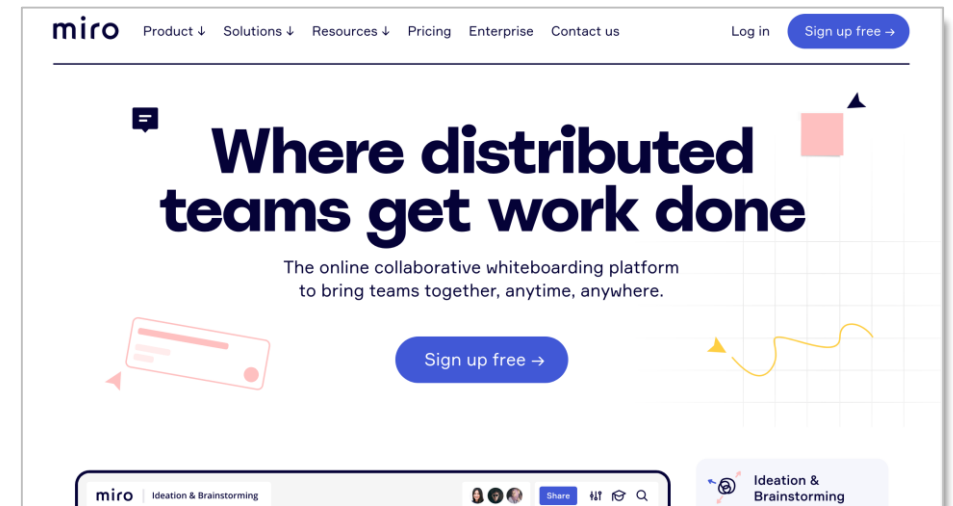 miro Product ↓ Solutions ↓ Resources ↓ Pricing Enterprise Contact us Log in Sign up free →
Where distributed
teams get work done
The online collaborative whiteboarding platform
to bring teams together, anytime, anywhere.
Sign up free →
miro Ideation & Brainstorming Share
Ideation &
Brainstorming